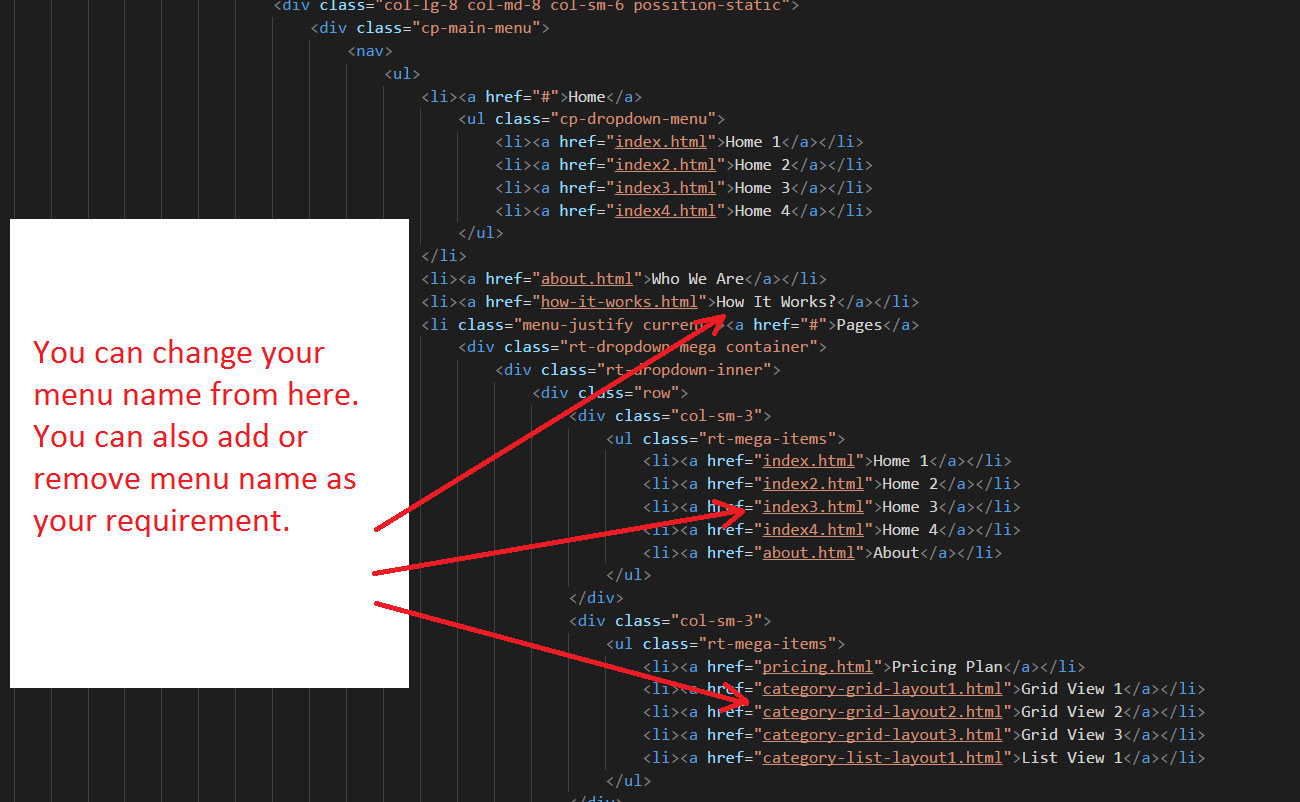 <div class="col-lg-8 col-md-8 col-sm-6 possition-static">
<div class="cp-main-menu">
<nav>
<ul>
<li><a href="#">Home</a>
<ul class="cp-dropdown-menu">
<li><a href="index.html">Home 1</a></li>
<li><a href="index2.html">Home 2</a></li>
<li><a href="index3.html">Home 3</a></li>
<li><a href="index4.html">Home 4</a></li>
</ul>
</li>
<li><a href="about.html">Who We Are</a></li>
<li><a href="how-it-works.html">How It Works?</a></li>
<li class="menu-justify current"><a href="#">Pages</a>
<div class="rt-dropdown-mega container">
<div class="rt-dropdown-inner">
<div class="row">
<div class="col-sm-3">
<ul class="rt-mega-items">
<li><a href="index.html">Home 1</a></li>
<li><a href="index2.html">Home 2</a></li>
<li><a href="index3.html">Home 3</a></li>
<li><a href="index4.html">Home 4</a></li>
<li><a href="about.html">About</a></li>
</ul>
</div>
<div class="col-sm-3">
<ul class="rt-mega-items">
<li><a href="pricing.html">Pricing Plan</a></li>
<li><a href="category-grid-layout1.html">Grid View 1</a></li>
<li><a href="category-grid-layout2.html">Grid View 2</a></li>
<li><a href="category-grid-layout3.html">Grid View 3</a></li>
<li><a href="category-list-layout1.html">List View 1</a></li>
</ul>
</div>
You can change your
menu name from here.
You can also add or
remove menu name as
your requirement.